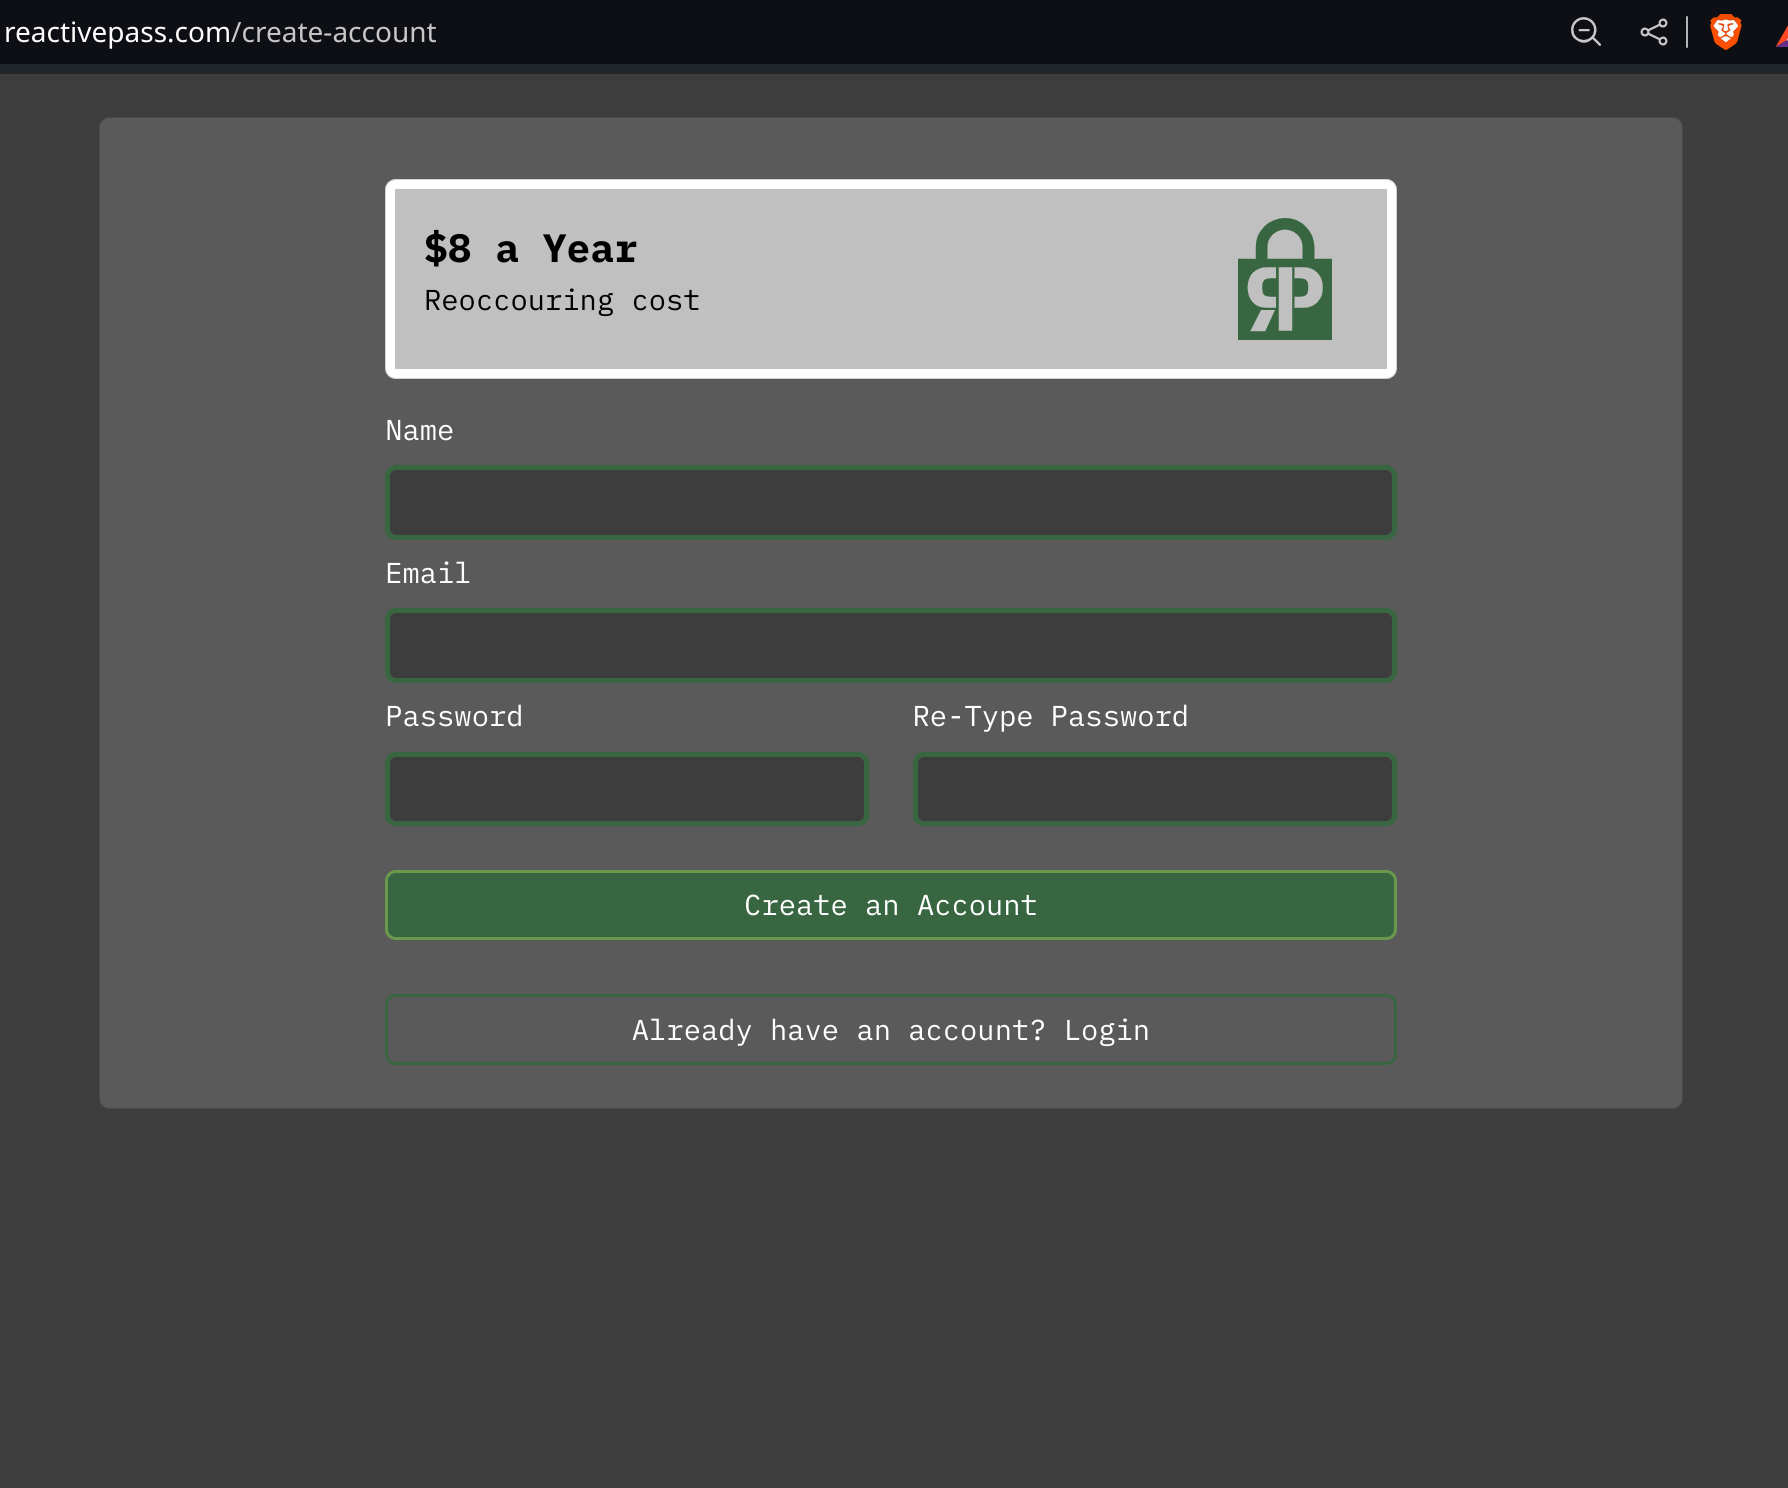 reactivepass.com/create-account
$8 a Year
Reoccouring cost
Name
Email
Password
Re-Type Password
Create an Account
Already have an account? Login